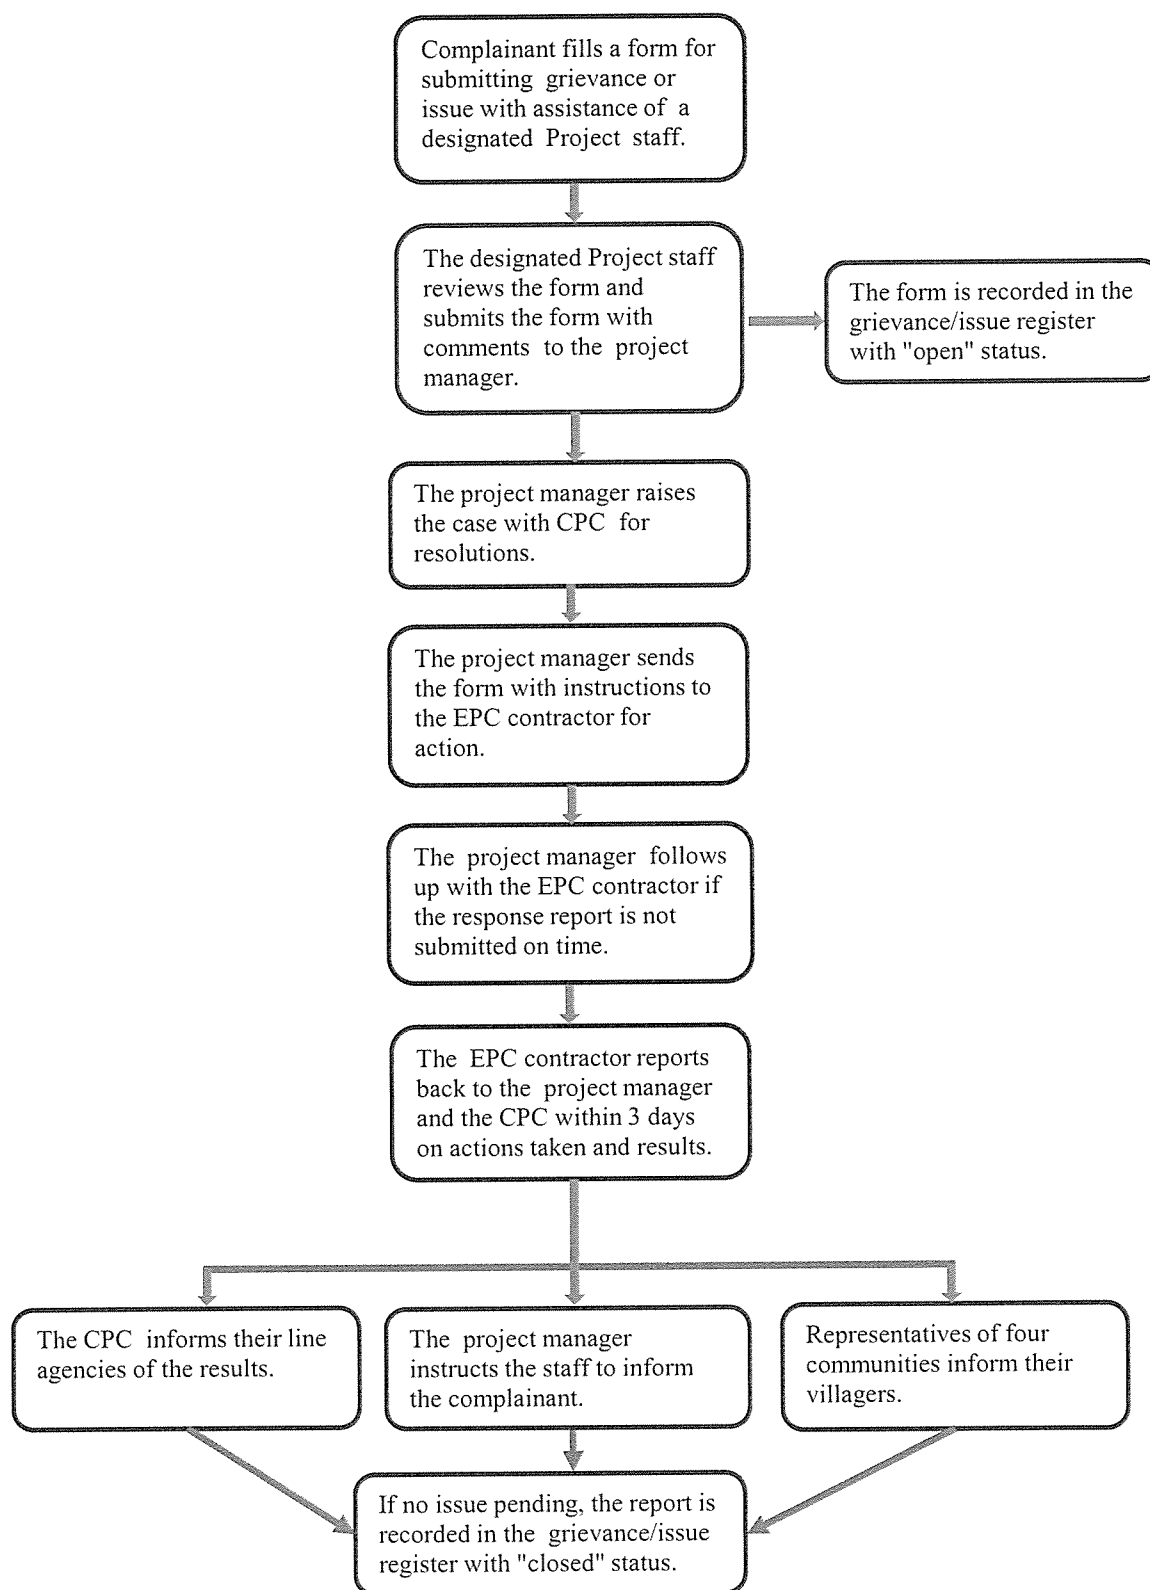 Complainant fills a form for
submitting grievance or
issue with assistance of a
designated Project staff.
The designated Project staff
reviews the form and
submits the form with
comments to the project
manager.
The form is recorded in the
grievance/issue register
with "open" status.
The project manager raises
the case with CPC for
resolutions.
The project manager sends
the form with instructions to
the EPC contractor for
action.
The project manager follows
up with the EPC contractor if
the response report is not
submitted on time.
The EPC contractor reports
back to the project manager
and the CPC within 3 days
on actions taken and results.
The CPC informs their line
agencies of the results.
The project manager
instructs the staff to inform
the complainant.
Representatives of four
communities inform their
villagers.
If no issue pending, the report is
recorded in the grievance/issue
register with "closed" status.